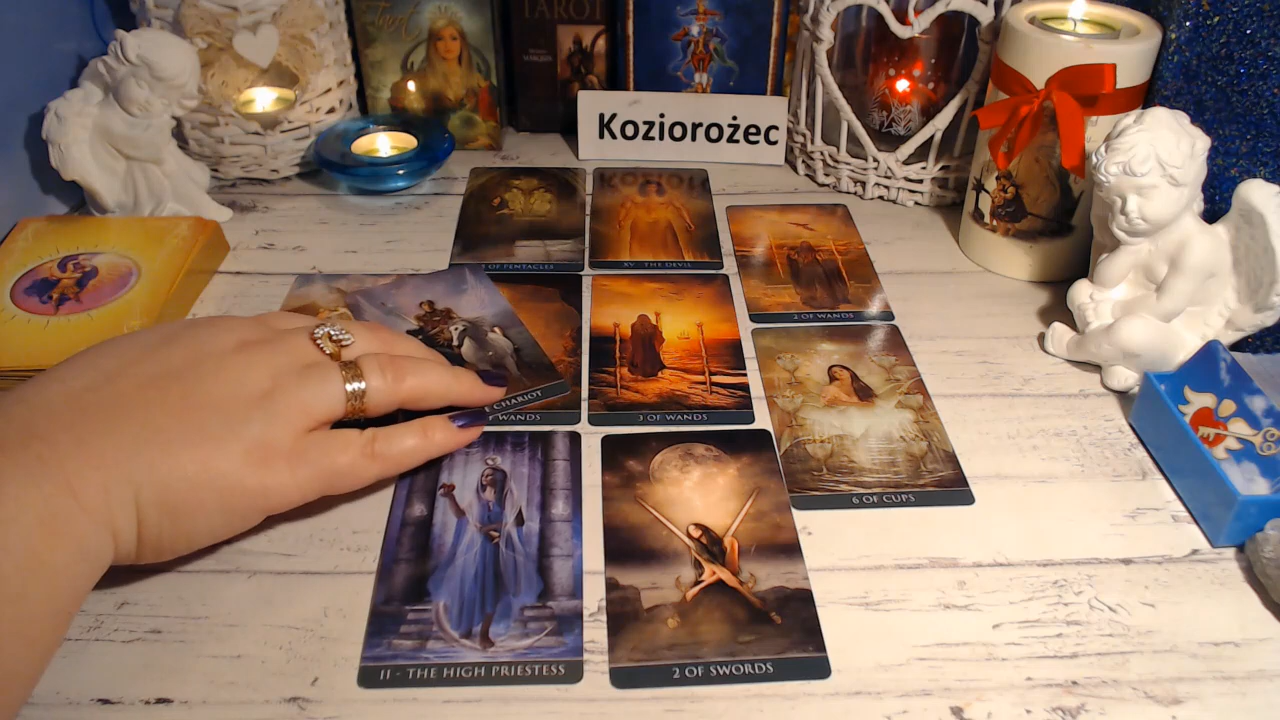 Tarot
TAROT
Koziorożec
OF PENTACLES
XV - THE DEVIL
2 OF WANDS
CHARIOT
WANDS
3 OF WANDS
6 OF CUPS
II - THE HIGH PRIESTESS
2 OF SWORDS